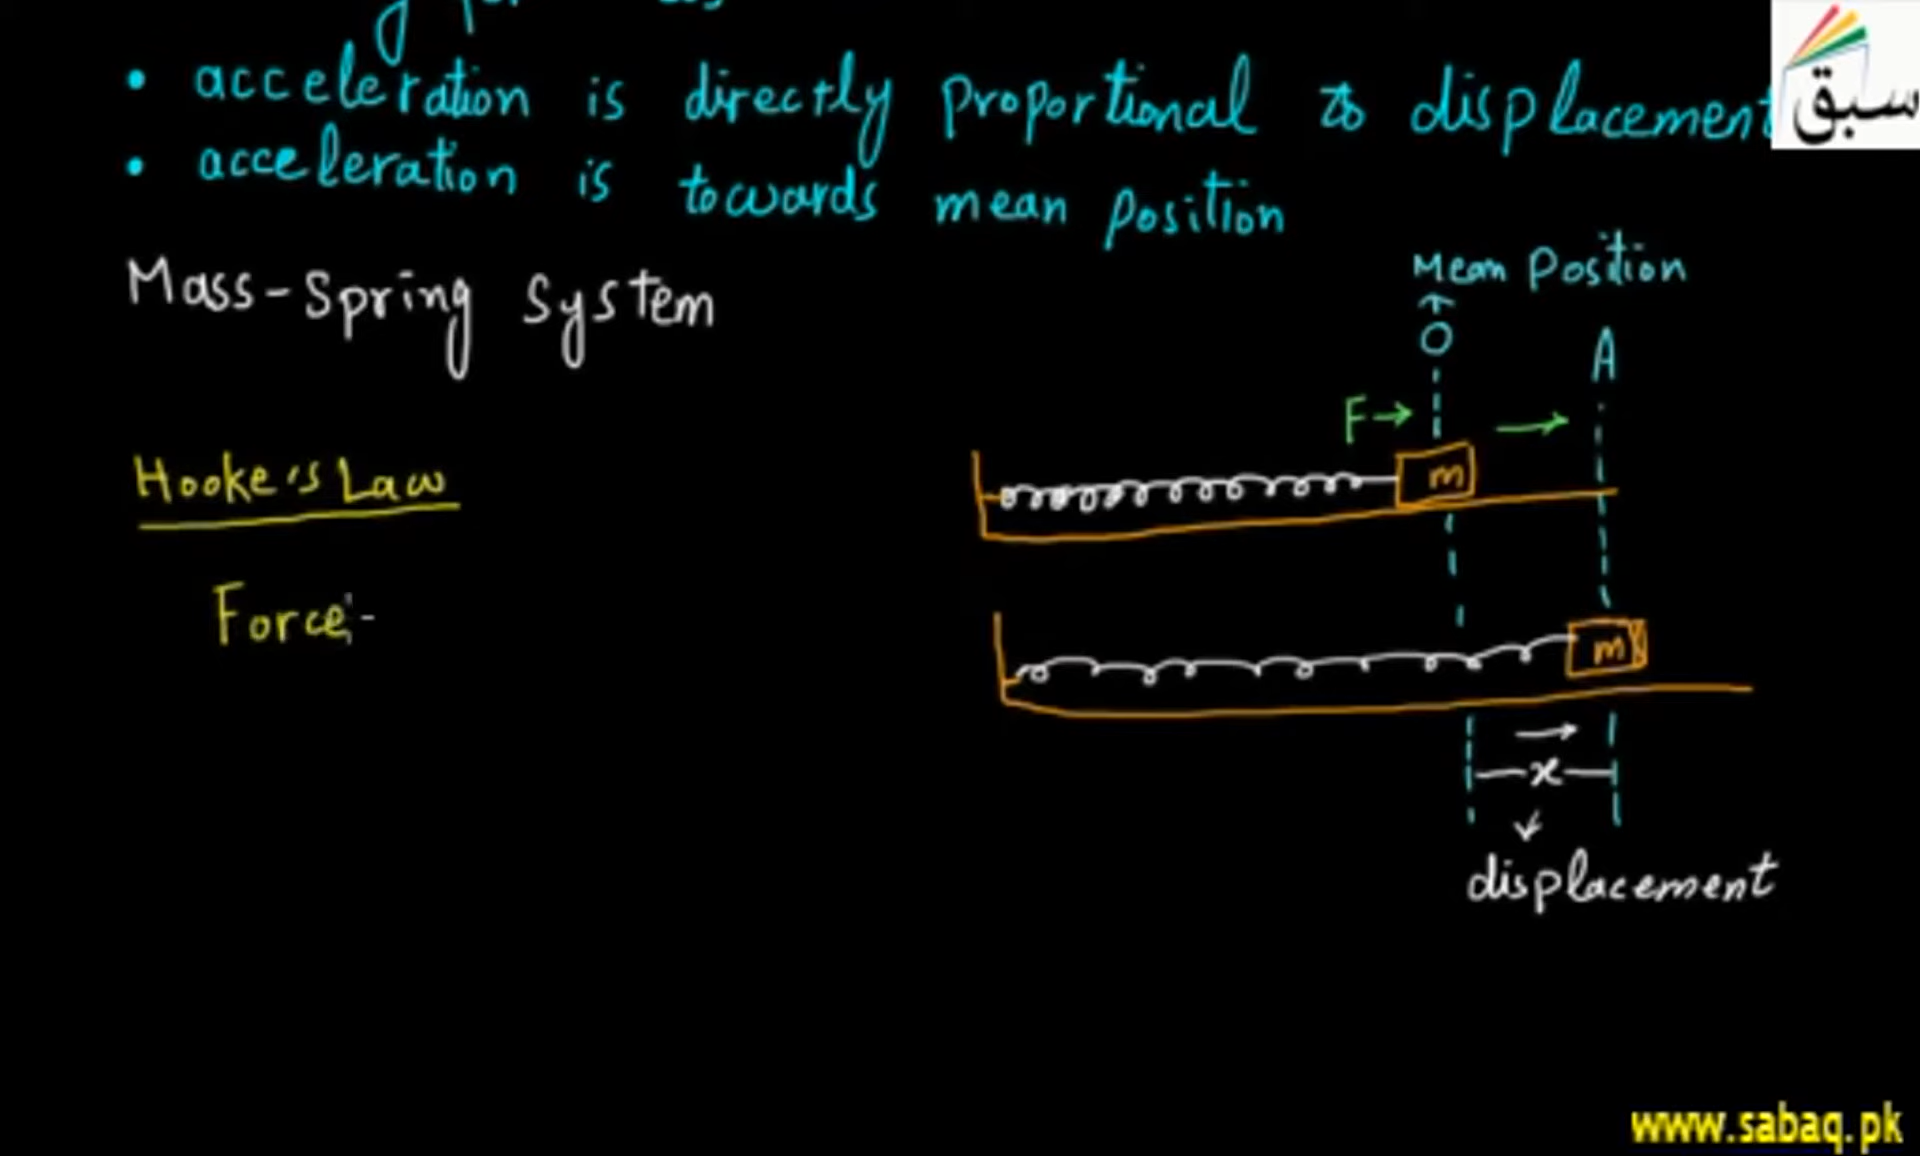 • acceleration is directly proportional to displacement
• acceleration is towards mean position
سبق
Mass-Spring System
Mean Position
O
A
F→
m
Hooke's Law
Force:-
m
x
displacement
www.sabaq.pk